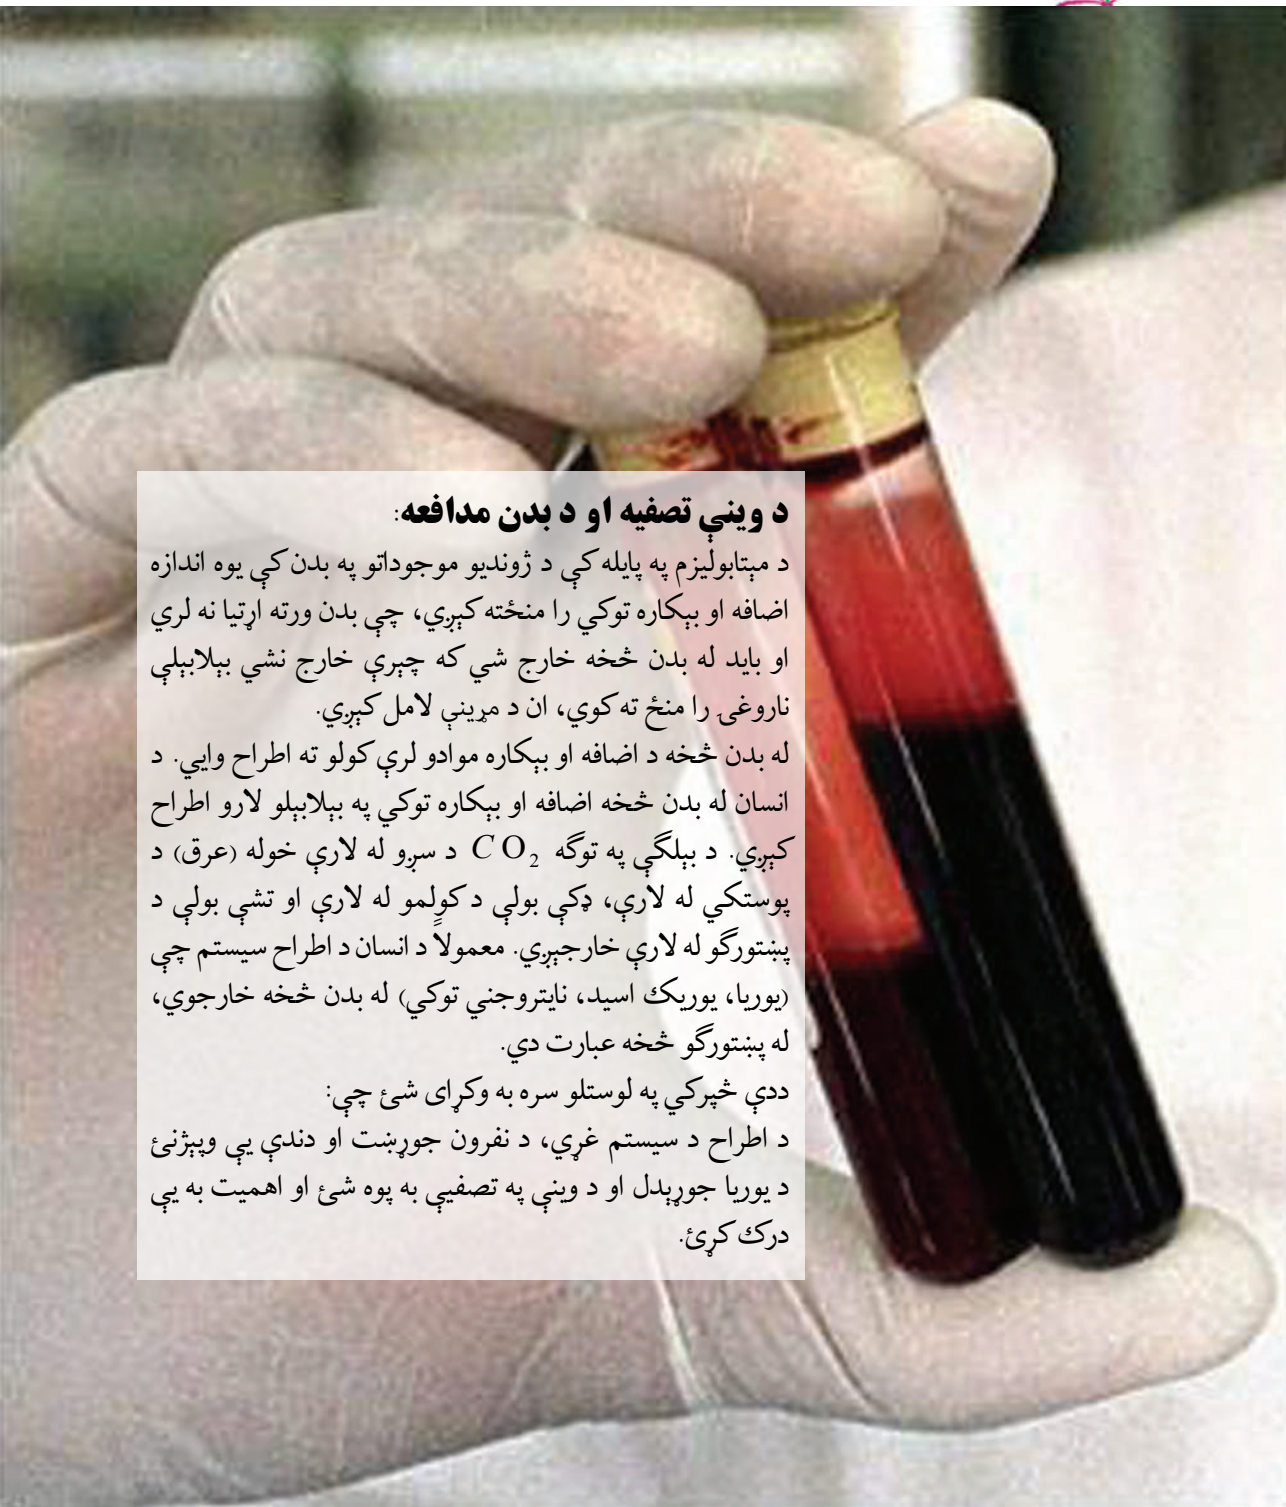 د وينې تصفيه او د بدن مدافعه:
د مېتابوليزم په پايله کې د ژونديو موجوداتو په بدن کې يوه اندازه
اضافه او بېکاره توکي را منځته کېږي، چې بدن ورته اړتيا نه لري
او بايد له بدن څخه خارج شي که چېرې خارج نشي بېلابېلې
ناروغۍ را منځ ته کوي، ان د مړينې لامل کېږي.
له بدن څخه د اضافه او بېکاره موادو لرې کولو ته اطراح وايي. د
انسان له بدن څخه اضافه او بېکاره توکي په بېلابېلو لارو اطراح
کېږي. د بېلگې په توگه CO₂ د سږو له لارې خوله (عرق) د
پوستکي له لارې، ډکې بولې د کولمو له لارې او تشې بولې د
پښتورگو له لارې خارجېږي. معمولاً د انسان د اطراح سيستم چې
(يوريا، يوريک اسيد، نايتروجني توکي) له بدن څخه خارجوي،
له پښتورگو څخه عبارت دي.
ددې څپرکي په لوستلو سره به وکړای شئ چې:
د اطراح د سيستم غړي، د نفرون جوړښت او دندې يې وپېژنئ
د يوريا جوړېدل او د وينې په تصفيې به پوه شئ او اهميت به يې
درک کړئ.